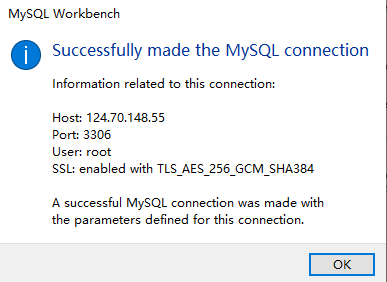 MySQL Workbench
Successfully made the MySQL connection
Information related to this connection:
Host: 124.70.148.55
Port: 3306
User: root
SSL: enabled with TLS_AES_256_GCM_SHA384
A successful MySQL connection was made with
the parameters defined for this connection.
OK